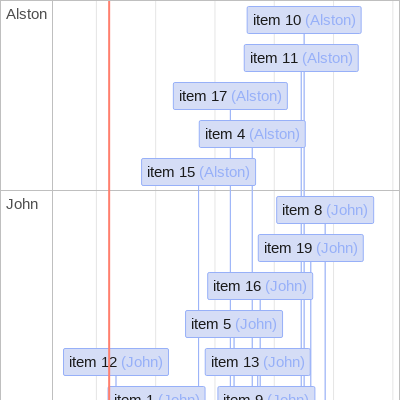 Alston
item 10 (Alston)
item 11 (Alston)
item 17 (Alston)
item 4 (Alston)
item 15 (Alston)
John
item 8 (John)
item 19 (John)
item 16 (John)
item 5 (John)
item 12 (John)
item 13 (John)
item 1 (John)
item 9 (John)